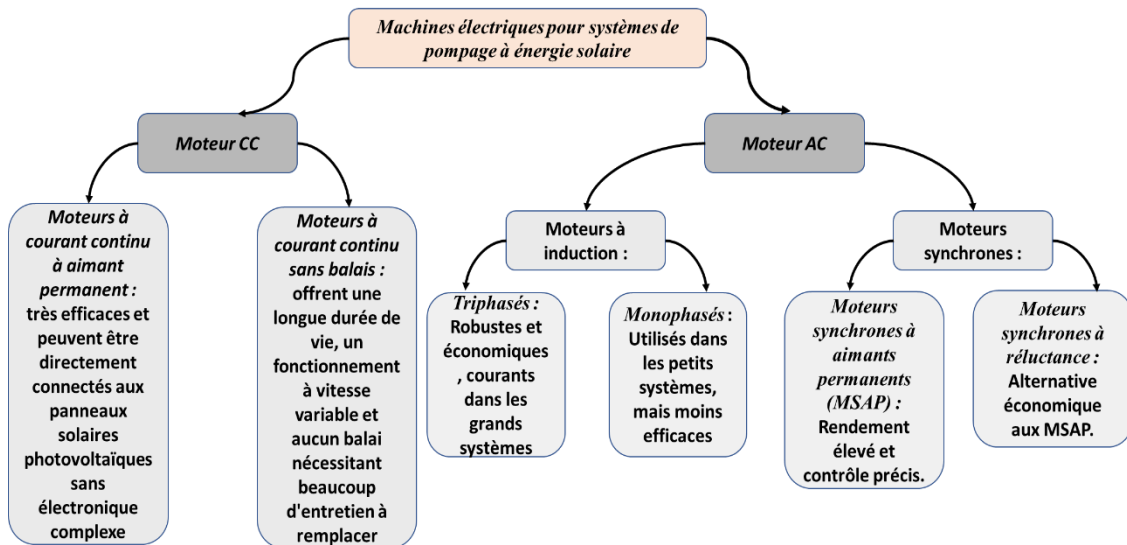 Machines électriques pour systèmes de
pompage à énergie solaire
Moteur CC
Moteur AC
Moteurs à
courant continu
à aimant
permanent :
très efficaces et
peuvent être
directement
connectés aux
panneaux
solaires
photovoltaïques
sans
électronique
complexe
Moteurs à
courant continu
sans balais :
offrent une
longue durée de
vie, un
fonctionnement
à vitesse
variable et
aucun balai
nécessitant
beaucoup
d'entretien à
remplacer
Moteurs à
induction :
Triphasés :
Robustes et
économiques
, courants
dans les
grands
systèmes
Monophasés :
Utilisés dans
les petits
systèmes,
mais moins
efficaces
Moteurs
synchrones :
Moteurs
synchrones à
aimants
permanents
(MSAP) :
Rendement
élevé et
contrôle précis.
Moteurs
synchrones à
réluctance :
Alternative
économique
aux MSAP.